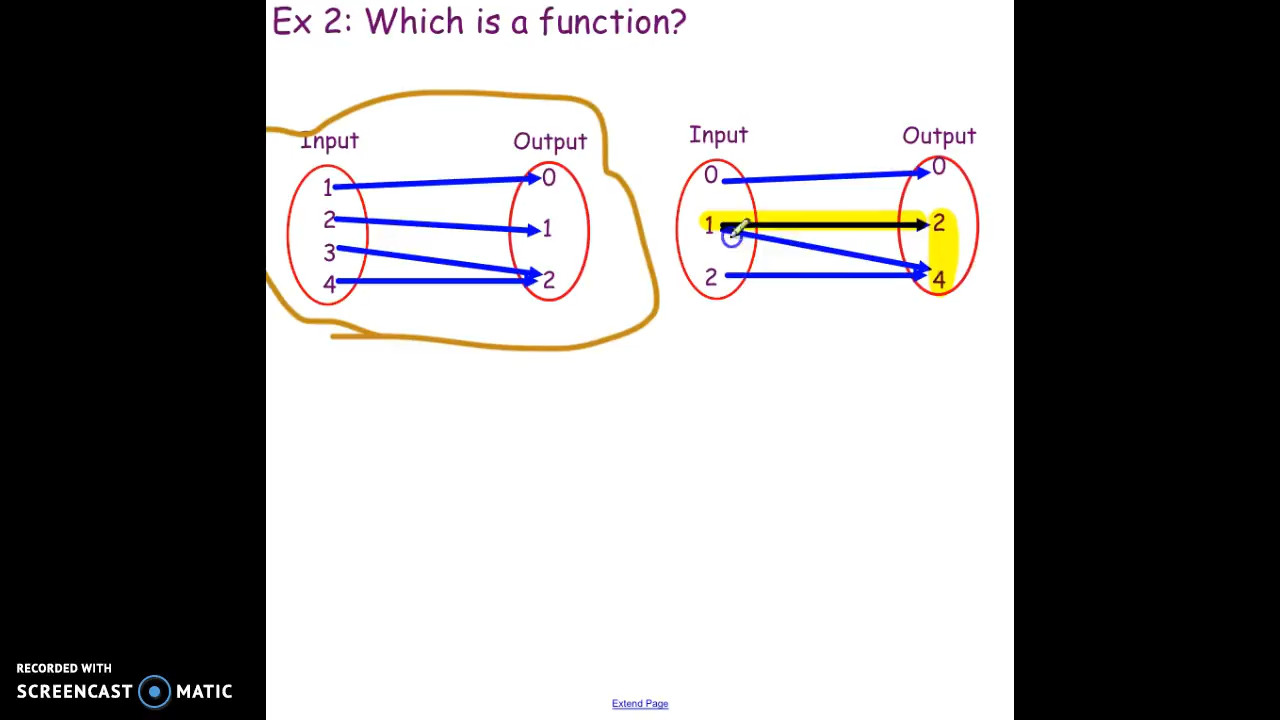 Ex 2: Which is a function?
Input Output
1 0
2 1
3
4 2
Input Output
0 0
1 2
2 4
RECORDED WITH
SCREENCAST MATIC
Extend Page